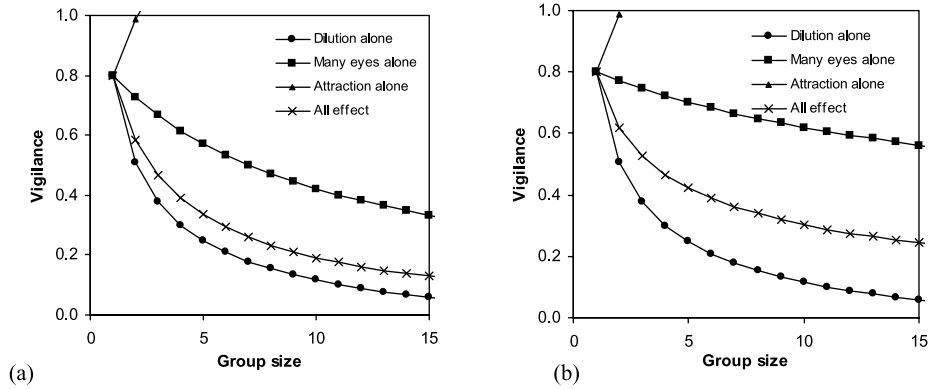 1.0
0.8
0.6
0.4
0.2
0.0
Vigilance
0 5 10 15
Group size
Dilution alone
Many eyes alone
Attraction alone
All effect
(a)
1.0
0.8
0.6
0.4
0.2
0.0
Vigilance
0 5 10 15
Group size
Dilution alone
Many eyes alone
Attraction alone
All effect
(b)